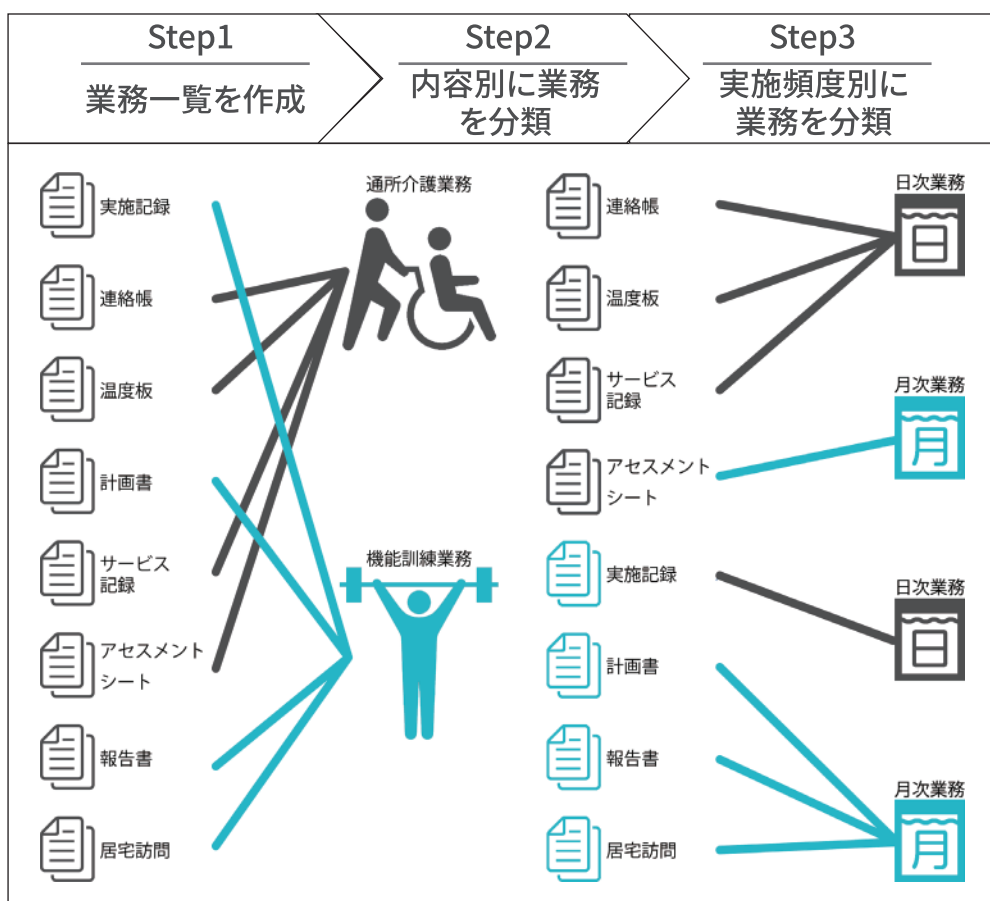 Step1
業務一覧を作成
Step2
内容別に業務
を分類
Step3
実施頻度別に
業務を分類
実施記録
連絡帳
温度板
計画書
サービス
記録
アセスメント
シート
報告書
居宅訪問
通所介護業務
機能訓練業務
連絡帳
温度板
サービス
記録
アセスメント
シート
実施記録
計画書
報告書
居宅訪問
日次業務
日
月次業務
月
日次業務
日
月次業務
月